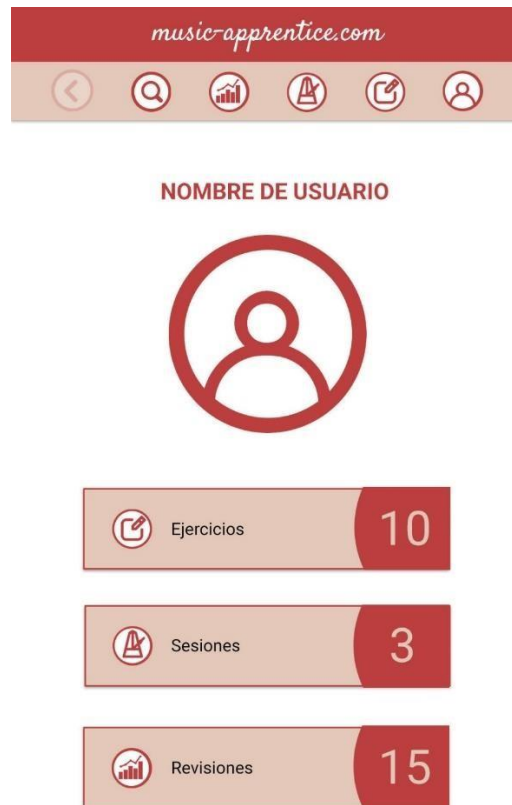 music-apprentice.com
NOMBRE DE USUARIO
Ejercicios
10
Sesiones
3
Revisiones
15